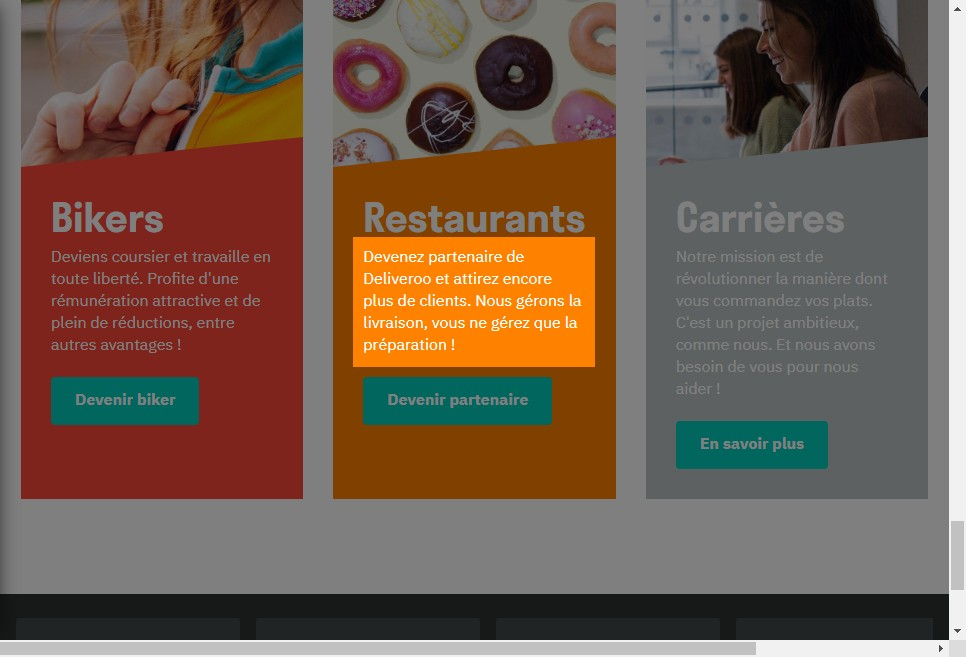 Bikers
Deviens coursier et travaille en
toute liberté. Profite d'une
rémunération attractive et de
plein de réductions, entre
autres avantages !
Devenir biker
Restaurants
Devenez partenaire de
Deliveroo et attirez encore
plus de clients. Nous gérons la
livraison, vous ne gérez que la
préparation !
Devenir partenaire
Carrières
Notre mission est de
révolutionner la manière dont
vous commandez vos plats.
C'est un projet ambitieux,
comme nous. Et nous avons
besoin de vous pour nous
aider !
En savoir plus